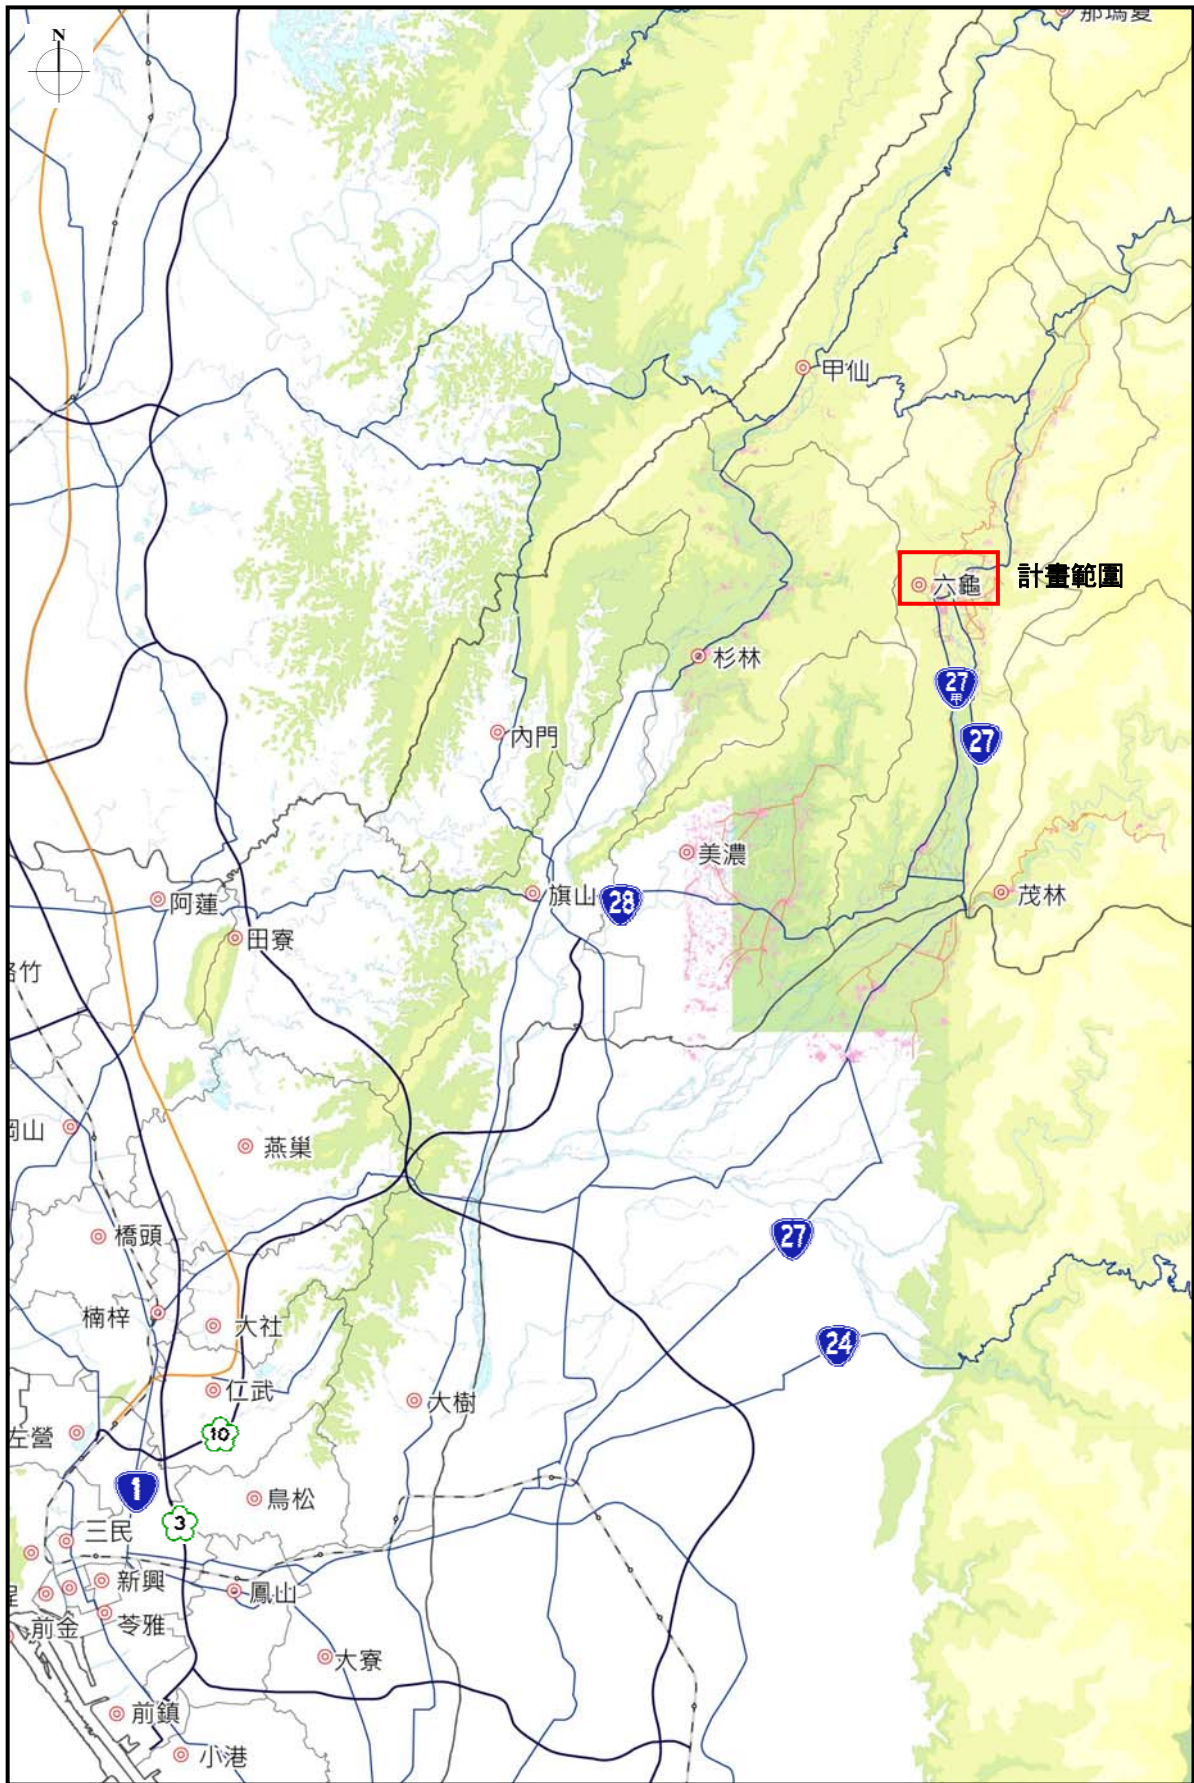 那瑪夏
N
甲仙
六龜
計畫範圍
杉林
27
甲
內門
27
美濃
旗山
28
茂林
阿蓮
田寮
竹
岡山
燕巢
橋頭
27
楠梓
大社
24
仁武
大樹
左營
10
1
鳥松
3
三民
新興
鳳山
前金
苓雅
大寮
前鎮
小港